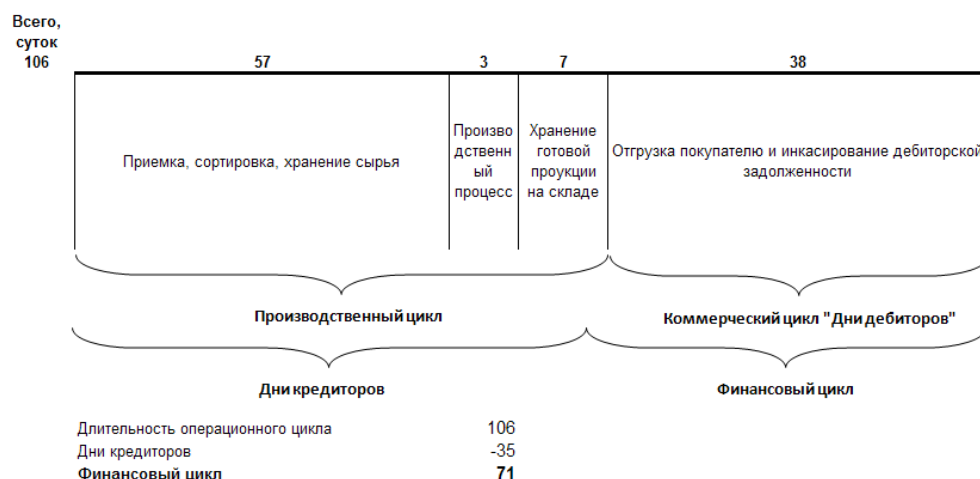 Всего,
суток
106
57
3
7
38
Приемка, сортировка, хранение сырья
Произво
дственн
ый
процесс
Хранение
готовой
проукции
на складе
Отгрузка покупателю и инкасирование дебиторской
задолженности
Производственный цикл
Коммерческий цикл "Дни дебиторов"
Дни кредиторов
Финансовый цикл
Длительность операционного цикла 106
Дни кредиторов -35
Финансовый цикл 71